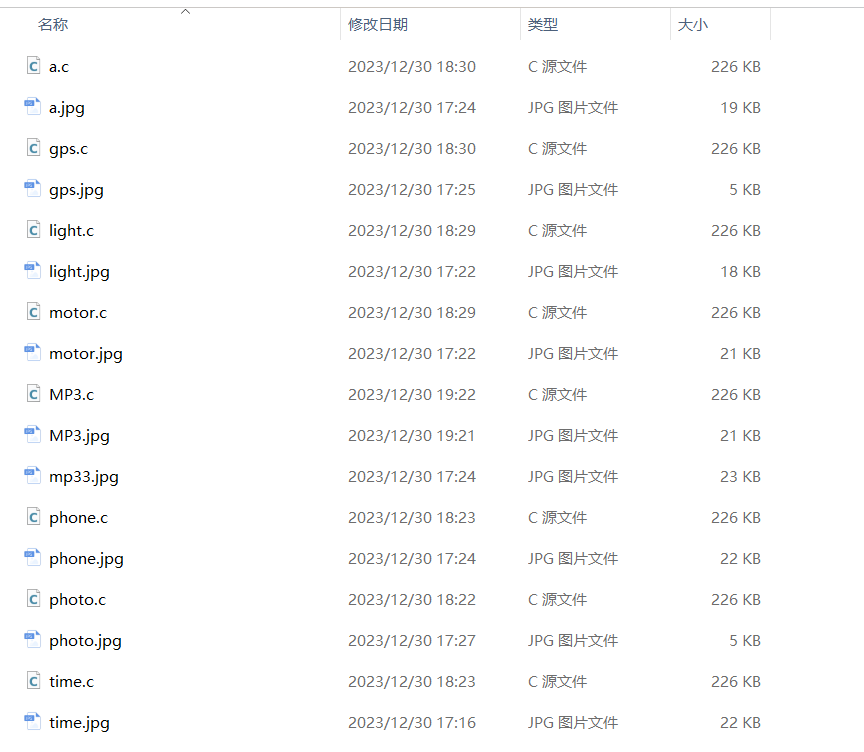 名称 修改日期 类型 大小
a.c 2023/12/30 18:30 C 源文件 226 KB
a.jpg 2023/12/30 17:24 JPG 图片文件 19 KB
gps.c 2023/12/30 18:30 C 源文件 226 KB
gps.jpg 2023/12/30 17:25 JPG 图片文件 5 KB
light.c 2023/12/30 18:29 C 源文件 226 KB
light.jpg 2023/12/30 17:22 JPG 图片文件 18 KB
motor.c 2023/12/30 18:29 C 源文件 226 KB
motor.jpg 2023/12/30 17:22 JPG 图片文件 21 KB
MP3.c 2023/12/30 19:22 C 源文件 226 KB
MP3.jpg 2023/12/30 19:21 JPG 图片文件 21 KB
mp33.jpg 2023/12/30 17:24 JPG 图片文件 23 KB
phone.c 2023/12/30 18:23 C 源文件 226 KB
phone.jpg 2023/12/30 17:24 JPG 图片文件 22 KB
photo.c 2023/12/30 18:22 C 源文件 226 KB
photo.jpg 2023/12/30 17:27 JPG 图片文件 5 KB
time.c 2023/12/30 18:23 C 源文件 226 KB
time.jpg 2023/12/30 17:16 JPG 图片文件 22 KB